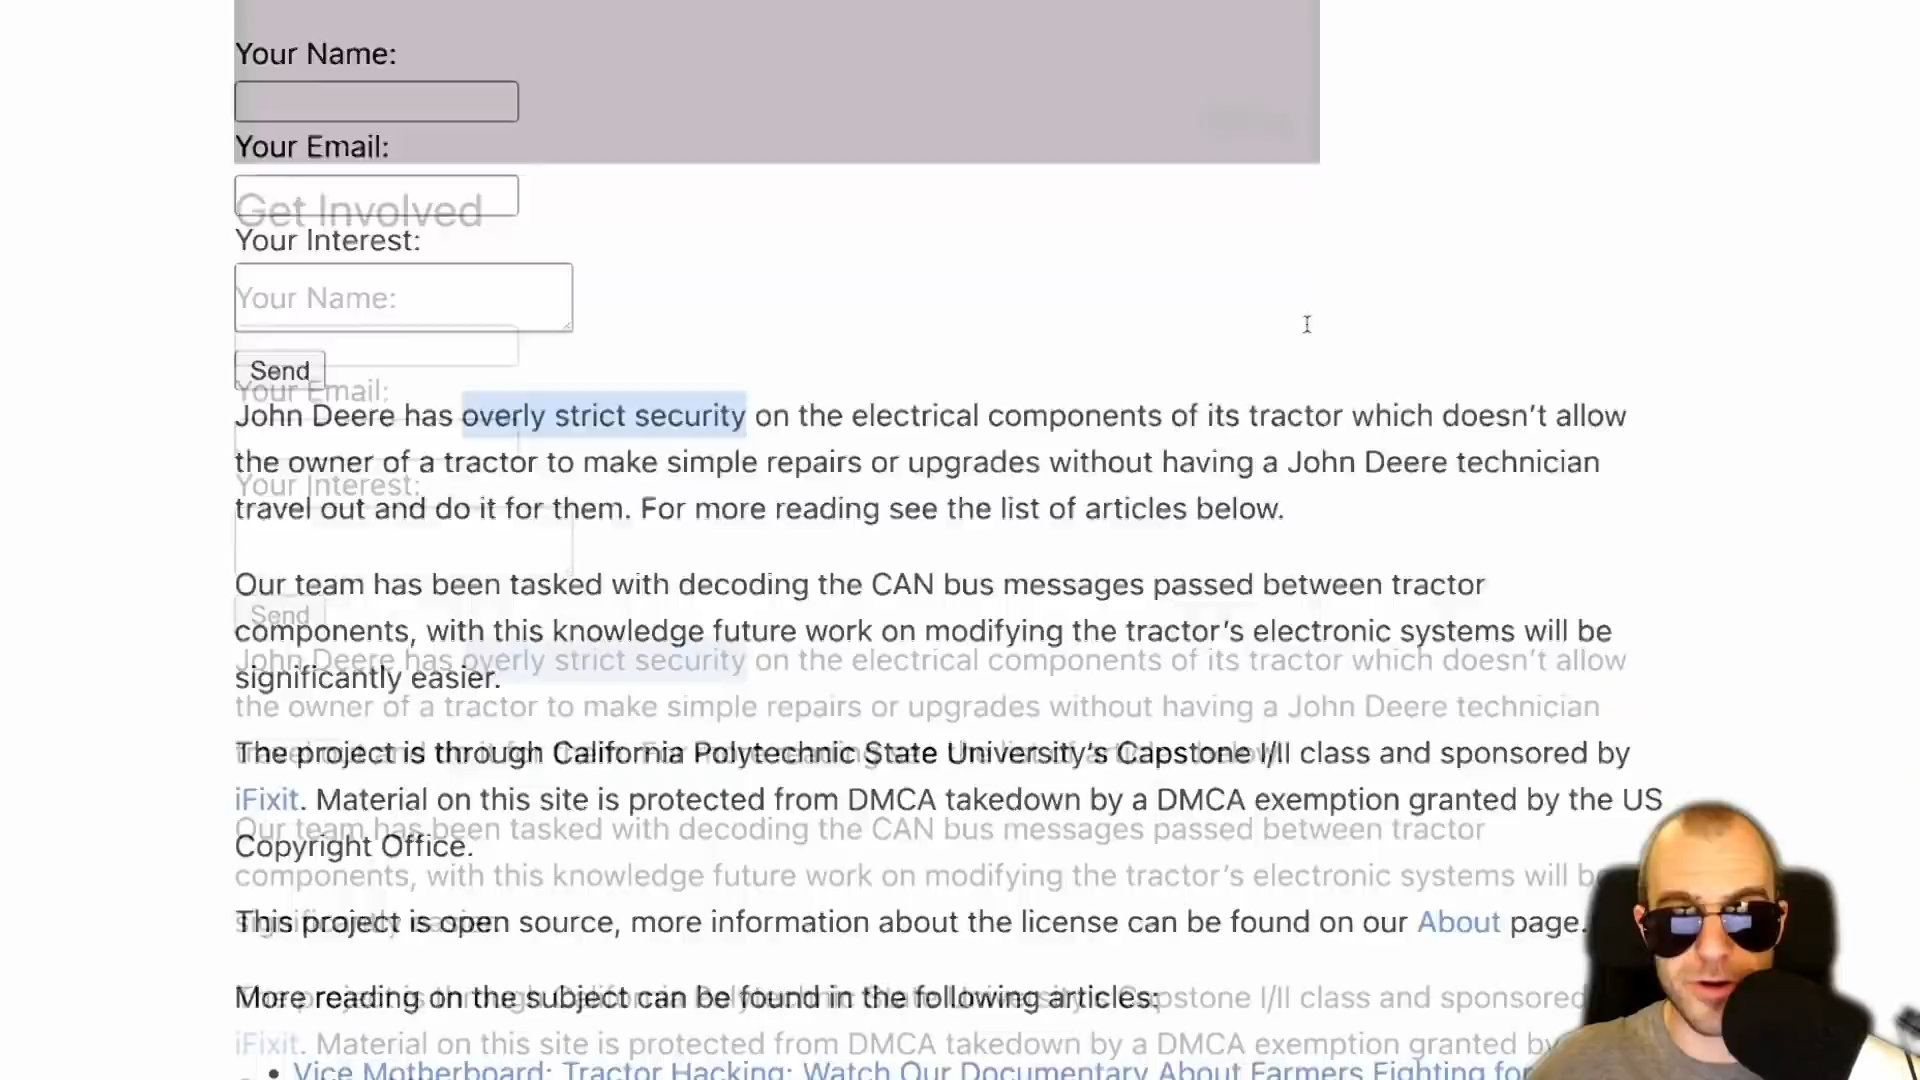 Your Name:
Your Email:
Get Involved
Your Interest:
Your Name:
Send
Your Email:
John Deere has overly strict security on the electrical components of its tractor which doesn’t allow
the owner of a tractor to make simple repairs or upgrades without having a John Deere technician
Your Interest:
travel out and do it for them. For more reading see the list of articles below.
Our team has been tasked with decoding the CAN bus messages passed between tractor
Send
components, with this knowledge future work on modifying the tractor’s electronic systems will be
John Deere has overly strict security on the electrical components of its tractor which doesn’t allow
significantly easier.
the owner of a tractor to make simple repairs or upgrades without having a John Deere technician
The project is through California Polytechnic State University’s Capstone I/II class and sponsored by
iFixit. Material on this site is protected from DMCA takedown by a DMCA exemption granted by the US
Our team has been tasked with decoding the CAN bus messages passed between tractor
Copyright Office.
components, with this knowledge future work on modifying the tractor’s electronic systems will b
This project is open source, more information about the license can be found on our About page.
More reading on the subject can be found in the following articles:
Capstone I/II class and sponsored
iFixit. Material on this site is protected from DMCA takedown by a DMCA exemption granted by
• Vice Motherboard: Tractor Hacking: Watch Our Documentary About Farmers Fighting for